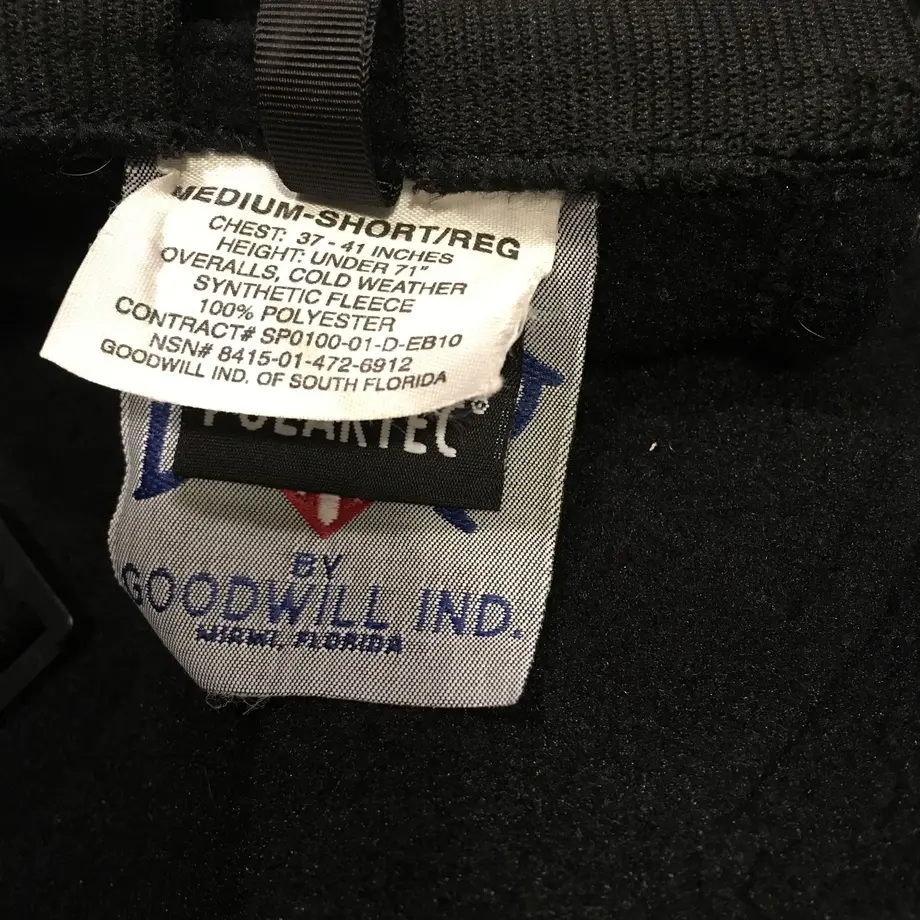 MEDIUM-SHORT/REG
CHEST: 37 - 41 INCHES
HEIGHT: UNDER 71"
OVERALLS, COLD WEATHER
SYNTHETIC FLEECE
100% POLYESTER
CONTRACT# SP0100-01-D-EB10
NSN# 8415-01-472-6912
GOODWILL IND. OF SOUTH FLORIDA
POLARTEC®
BY
GOODWILL IND.
MIAMI, FLORIDA